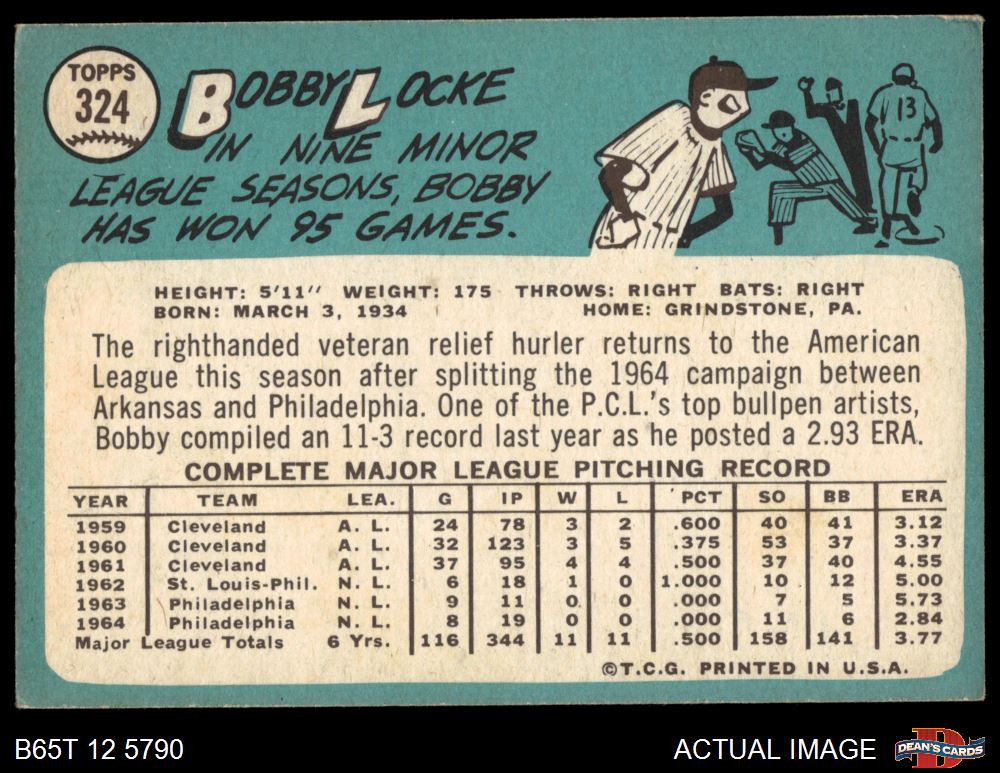 TOPPS
324
BOBBY LOCKE
IN NINE MINOR
LEAGUE SEASONS, BOBBY
HAS WON 95 GAMES.
13
HEIGHT: 5'11" WEIGHT: 175 THROWS: RIGHT BATS: RIGHT
BORN: MARCH 3, 1934 HOME: GRINDSTONE, PA.
The righthanded veteran relief hurler returns to the American
League this season after splitting the 1964 campaign between
Arkansas and Philadelphia. One of the P.C.L.'s top bullpen artists,
Bobby compiled an 11-3 record last year as he posted a 2.93 ERA.
COMPLETE MAJOR LEAGUE PITCHING RECORD
YEAR TEAM LEA. G IP W L PCT SO BB ERA
1959 Cleveland A. L. 24 78 3 2 .600 40 41 3.12
1960 Cleveland A. L. 32 123 3 5 .375 53 37 3.37
1961 Cleveland A. L. 37 95 4 4 .500 37 40 4.55
1962 St. Louis-Phil. N. L. 6 18 1 0 1.000 10 12 5.00
1963 Philadelphia N. L. 9 11 0 0 .000 7 5 5.73
1964 Philadelphia N. L. 8 19 0 0 .000 11 6 2.84
Major League Totals 6 Yrs. 116 344 11 11 .500 158 141 3.77
©T.C.G. PRINTED IN U.S.A.
B65T 12 5790 ACTUAL IMAGE
D
DEAN'S CARDS